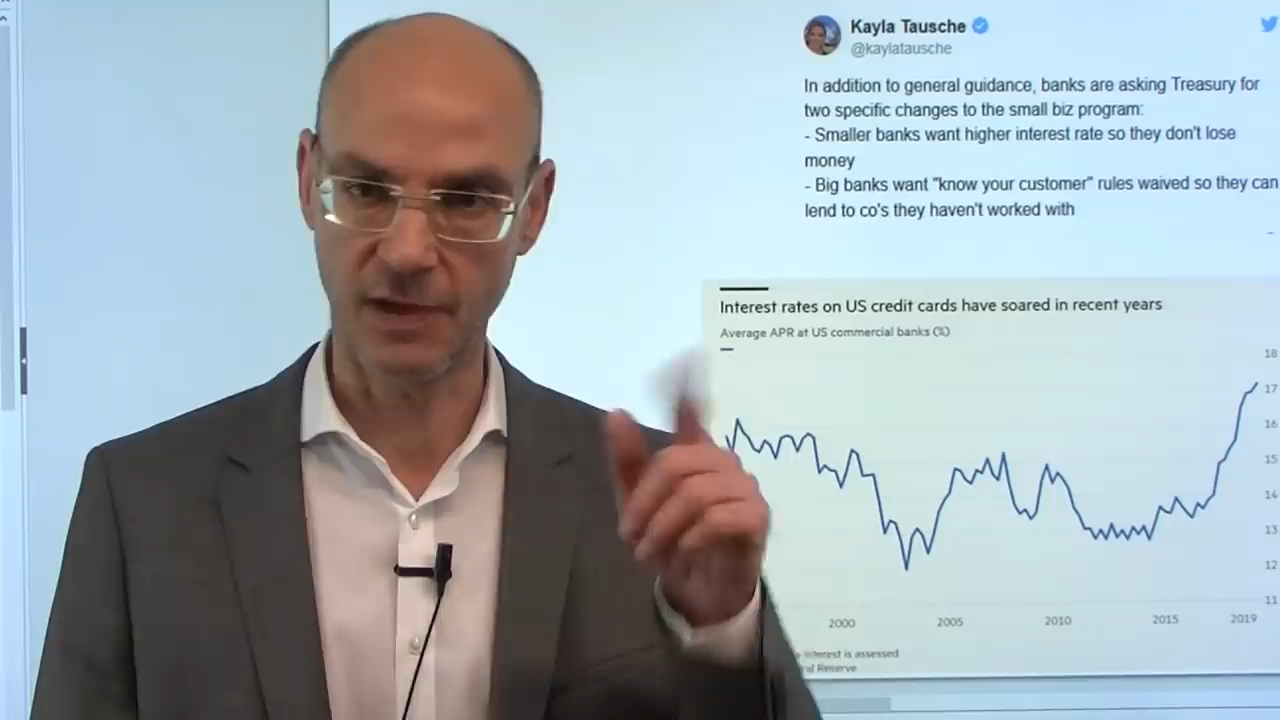 Kayla Tausche
@kaylatausche
In addition to general guidance, banks are asking Treasury for
two specific changes to the small biz program:
- Smaller banks want higher interest rate so they don't lose
money
- Big banks want "know your customer" rules waived so they can
lend to co's they haven't worked with
Interest rates on US credit cards have soared in recent years
Average APR at US commercial banks (%)
18
17
16
15
14
13
12
11
2000 2005 2010 2015 2019
interest is assessed
Reserve